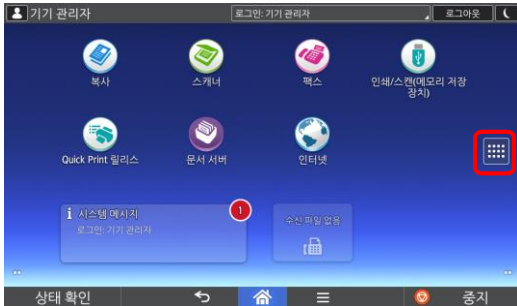 기기 관리자
로그인: 기기 관리자
로그아웃
복사
스캐너
팩스
인쇄/스캔(메모리 저장
장치)
Quick Print 릴리스
문서 서버
인터넷
시스템 메시지
1
로그인: 기기 관리자
수신 파일 없음
상태 확인
중지